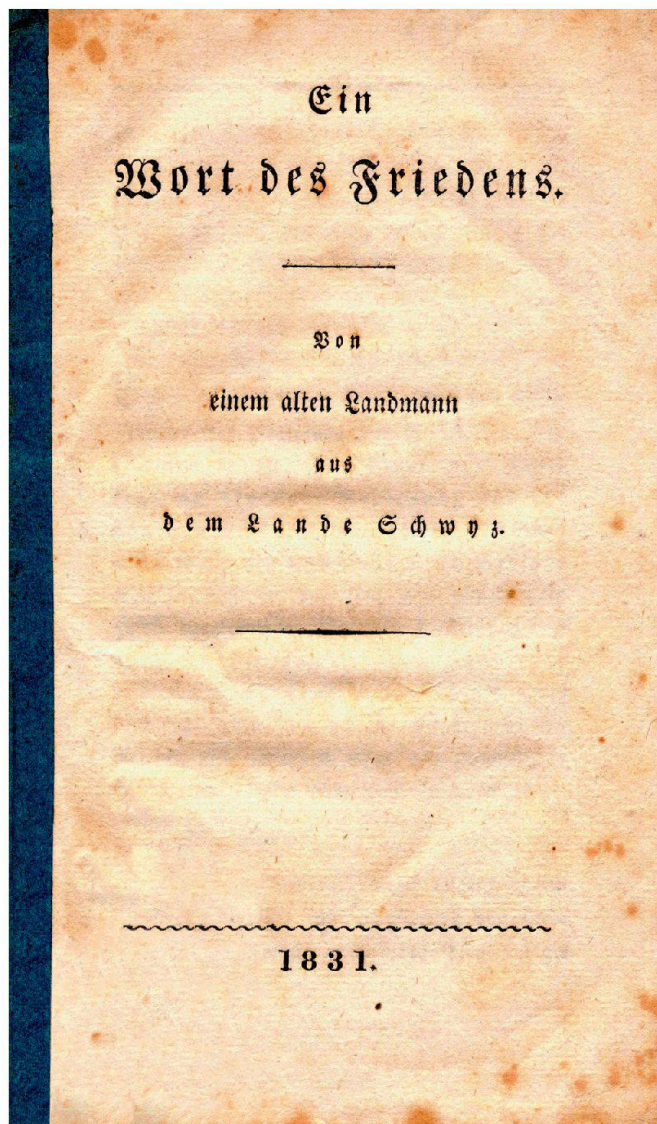 Ein
Wort des Friedens.
Von
einem alten Landmann
aus
dem Lande Schwyz.
1831.